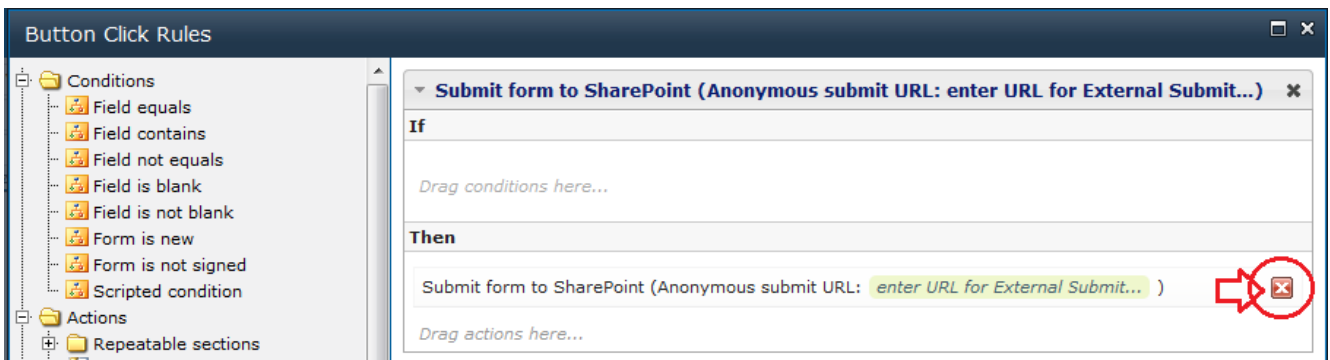 Button Click Rules
Conditions
Field equals
Field contains
Field not equals
Field is blank
Field is not blank
Form is new
Form is not signed
Scripted condition
Actions
Repeatable sections
Submit form to SharePoint (Anonymous submit URL: enter URL for External Submit...)
If
Drag conditions here...
Then
Submit form to SharePoint (Anonymous submit URL: enter URL for External Submit... )
Drag actions here...